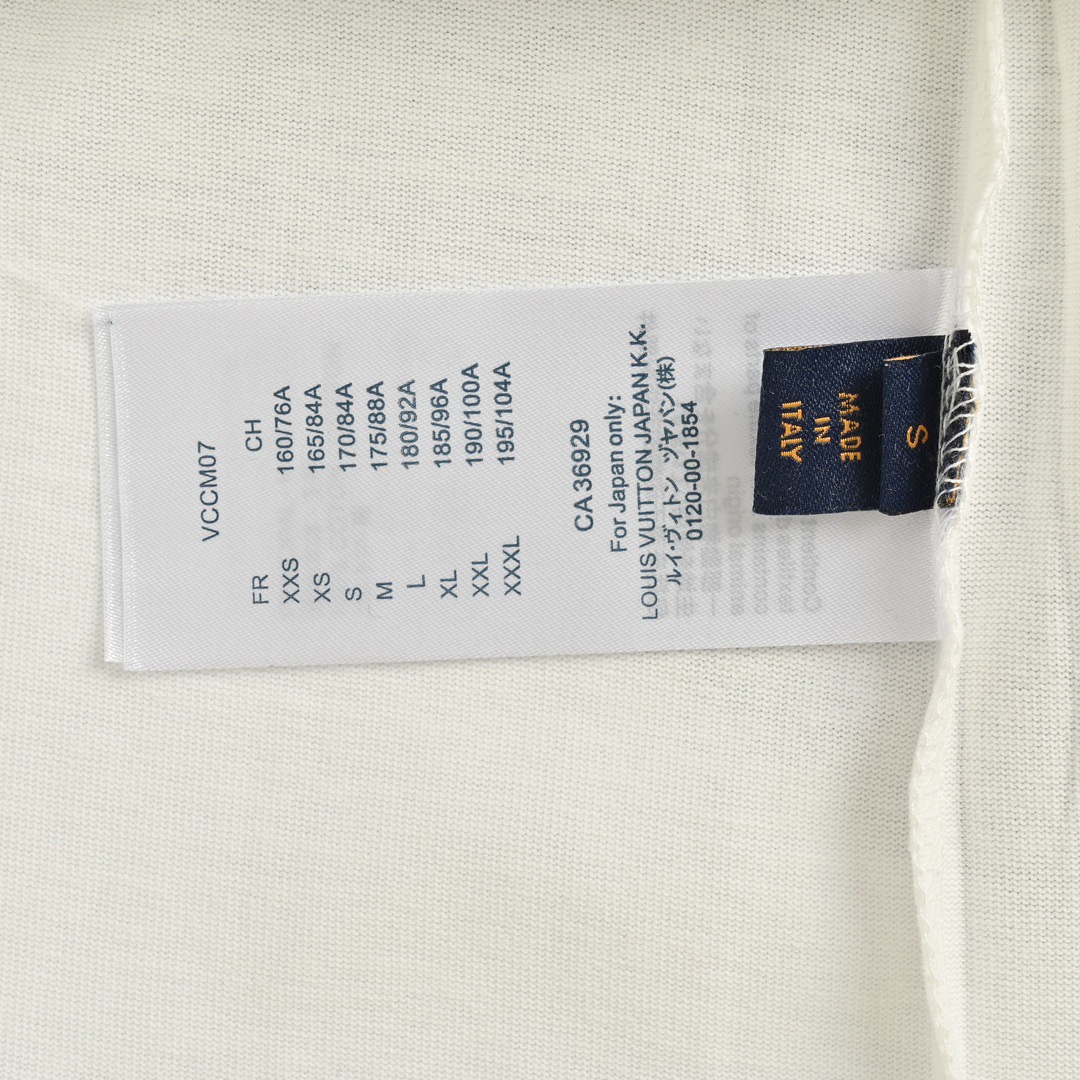 VCCM07
FR CH
XXS 160/76A
XS 165/84A
S 170/84A
M 175/88A
L 180/92A
XL 185/96A
XXL 190/100A
XXXL 195/104A
CA 36929
For Japan only:
LOUIS VUITTON JAPAN K.K.
ルイ・ヴィトン ヅャパン(株)
0120-00-1854
MADE
IN
ITALY
S